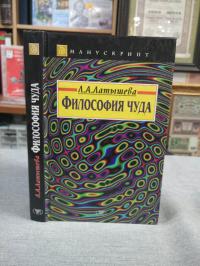 МАНУСКРИПТ
Л.А.Латышева
ФИЛОСОФИЯ ЧУДА
Л.А.Латышева ФИЛОСОФИЯ ЧУДА